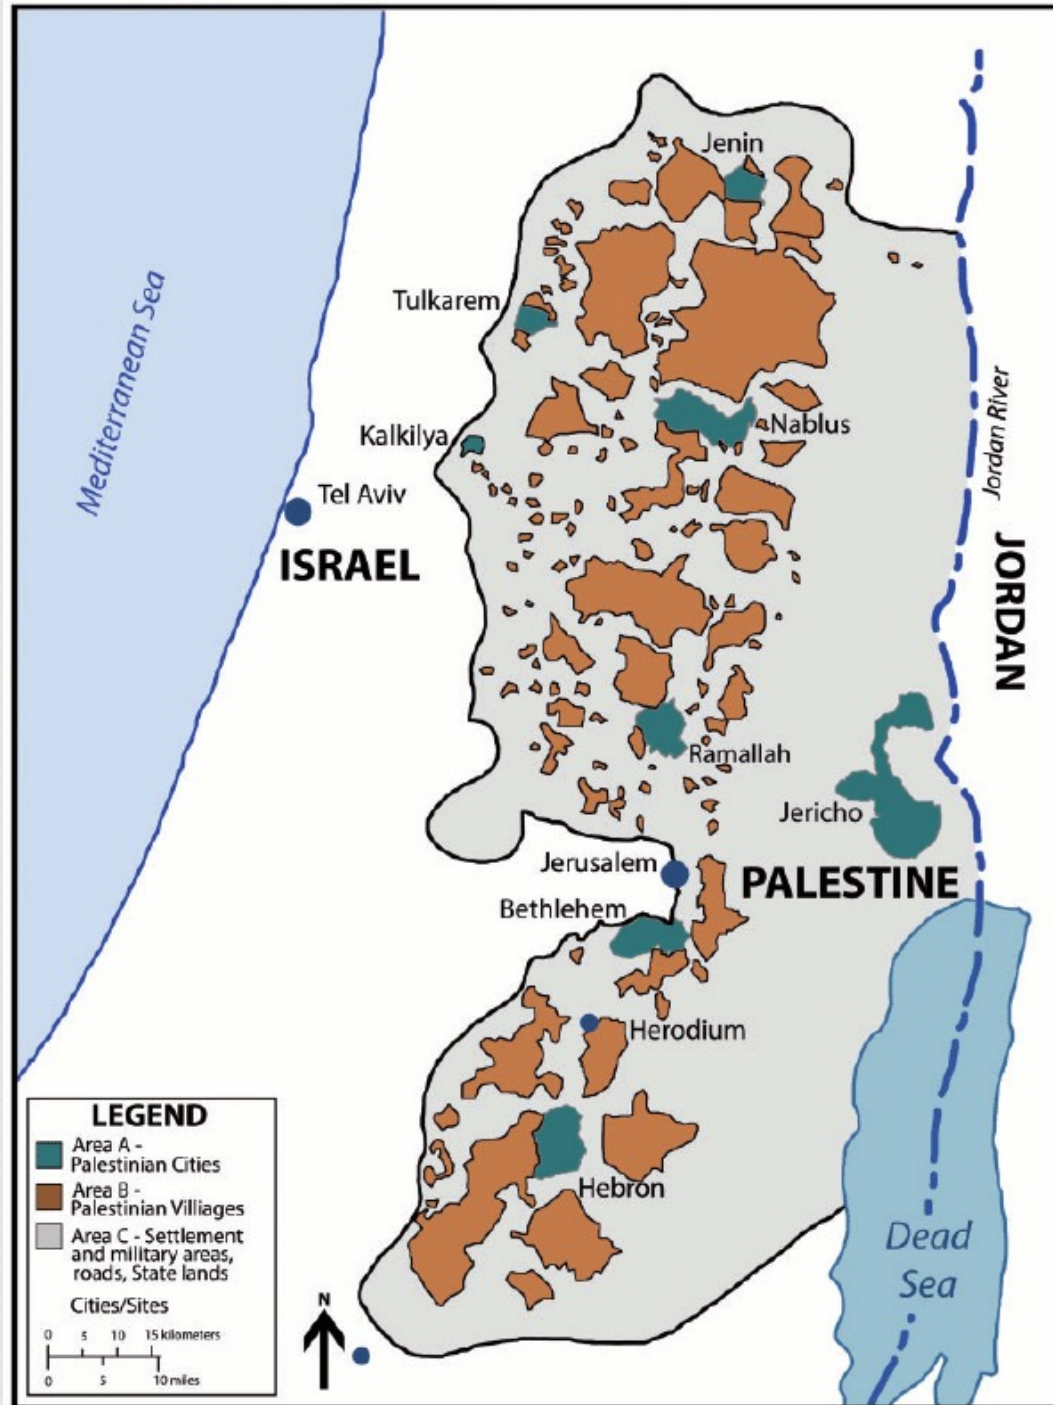 Jenin
Tulkarem
Mediterranean Sea
Jordan River
Nablus
Kalkilya
Tel Aviv
ISRAEL
JORDAN
Ramallah
Jericho
Jerusalem
PALESTINE
Bethlehem
Herodium
Hebron
Dead
Sea
LEGEND
Area A -
Palestinian Cities
Area B -
Palestinian Villiages
Area C - Settlement
and military areas,
roads, State lands
Cities/Sites
0 5 10 15 kilometers
0 5 10 miles
N